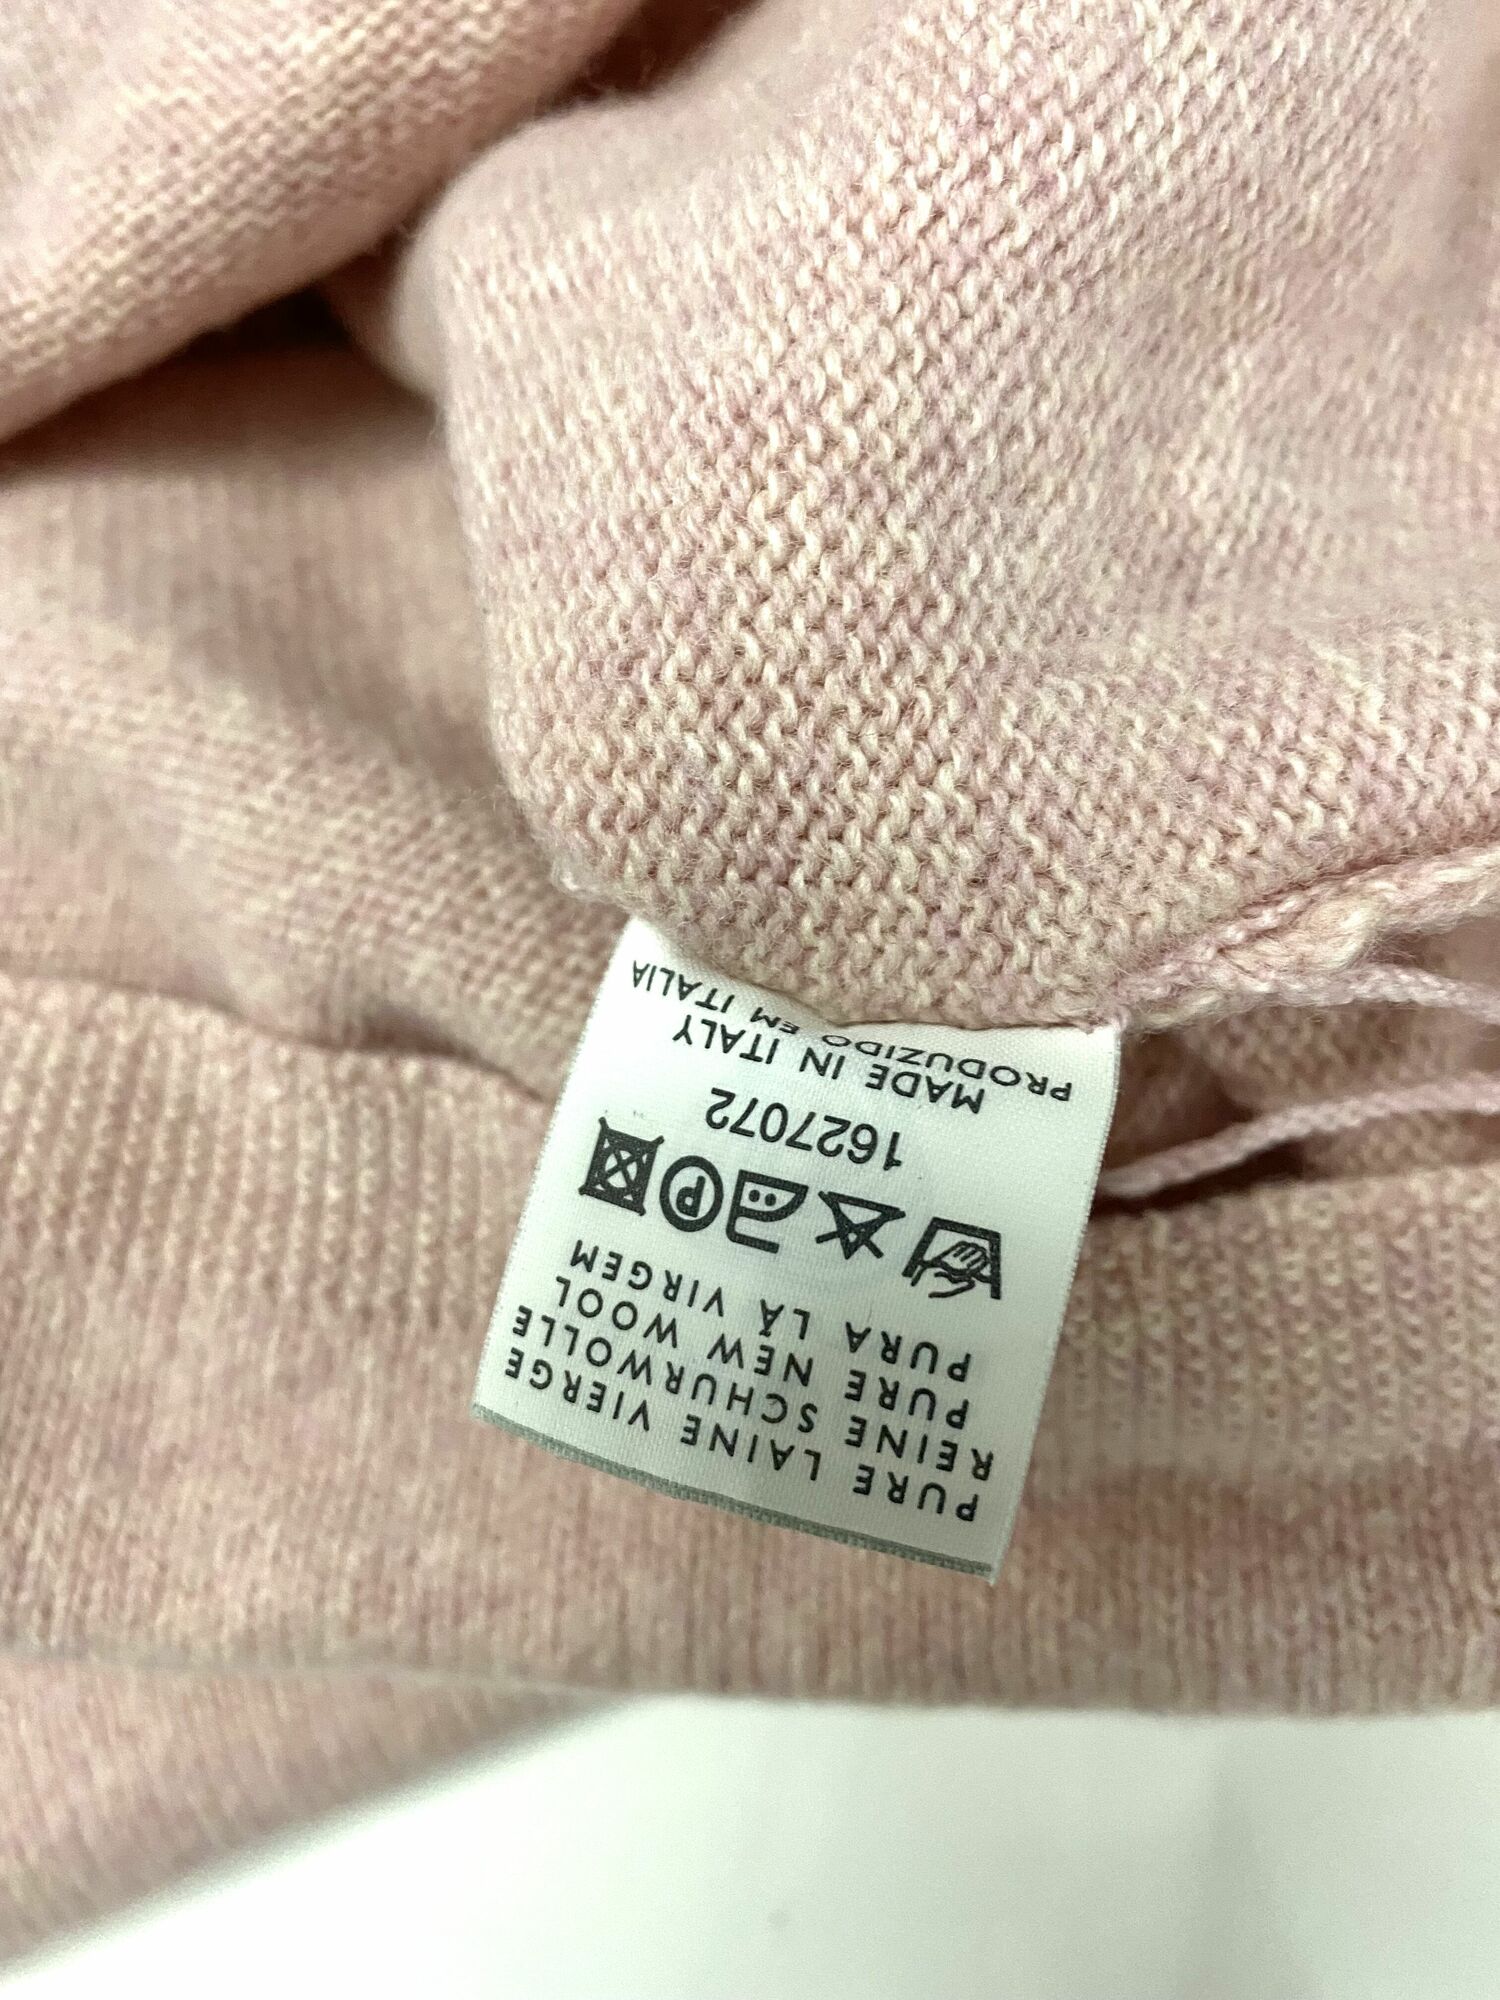 PURE LAINE VIERGE
REINE SCHURWOLLE
PURE NEW WOOL
PURA LÃ VIRGEM
P
1627072
MADE IN ITALY
PRODUZIDO EM ITALIA